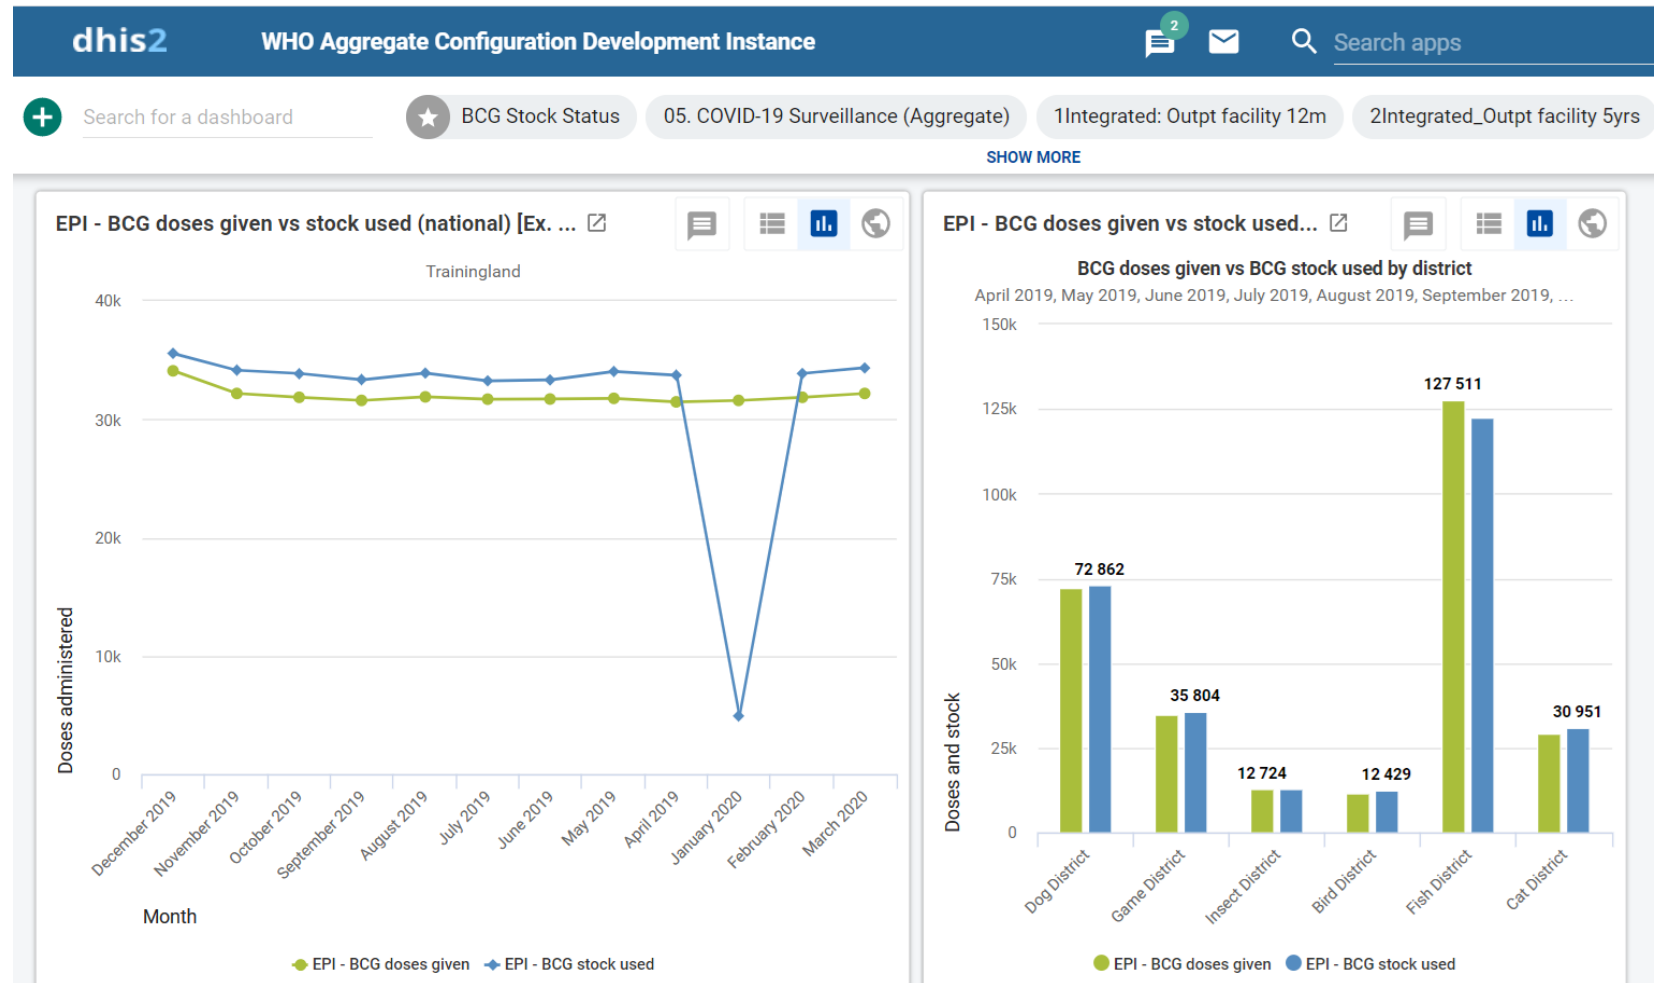 dhis2
WHO Aggregate Configuration Development Instance
2
Search apps
Search for a dashboard
BCG Stock Status
05. COVID-19 Surveillance (Aggregate)
1Integrated: Outpt facility 12m
2Integrated_Outpt facility 5yrs
SHOW MORE
EPI - BCG doses given vs stock used (national) [Ex. ...
Trainingland
40k
30k
20k
10k
0
Doses administered
December 2019
November 2019
October 2019
September 2019
August 2019
July 2019
June 2019
May 2019
April 2019
January 2020
February 2020
March 2020
Month
EPI - BCG doses given
EPI - BCG stock used
EPI - BCG doses given vs stock used...
BCG doses given vs BCG stock used by district
April 2019, May 2019, June 2019, July 2019, August 2019, September 2019, ...
150k
125k
100k
75k
50k
25k
0
Doses and stock
72 862
35 804
12 724
12 429
127 511
30 951
Dog District
Game District
Insect District
Bird District
Fish District
Cat District
EPI - BCG doses given
EPI - BCG stock used